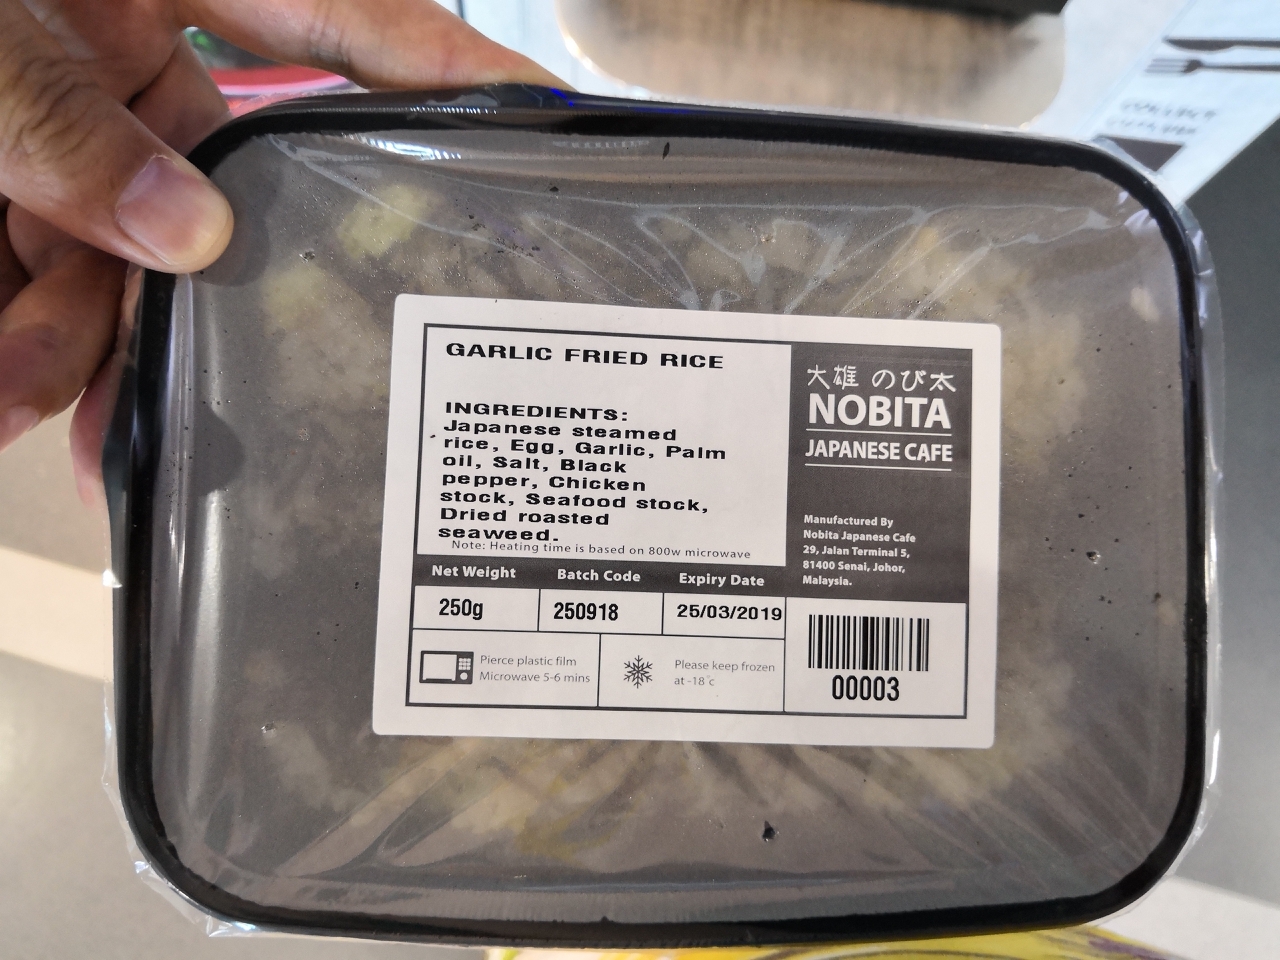 GARLIC FRIED RICE
INGREDIENTS:
Japanese steamed
rice, Egg, Garlic, Palm
oil, Salt, Black
pepper, Chicken
stock, Seafood stock,
Dried roasted
seaweed.
Note: Heating time is based on 800w microwave
大雄 のび太
NOBITA
JAPANESE CAFE
Manufactured By
Nobita Japanese Cafe
29, Jalan Terminal 5,
81400 Senai, Johor,
Malaysia.
Net Weight Batch Code Expiry Date
250g 250918 25/03/2019
Pierce plastic film
Microwave 5-6 mins
Please keep frozen
at -18°c
00003